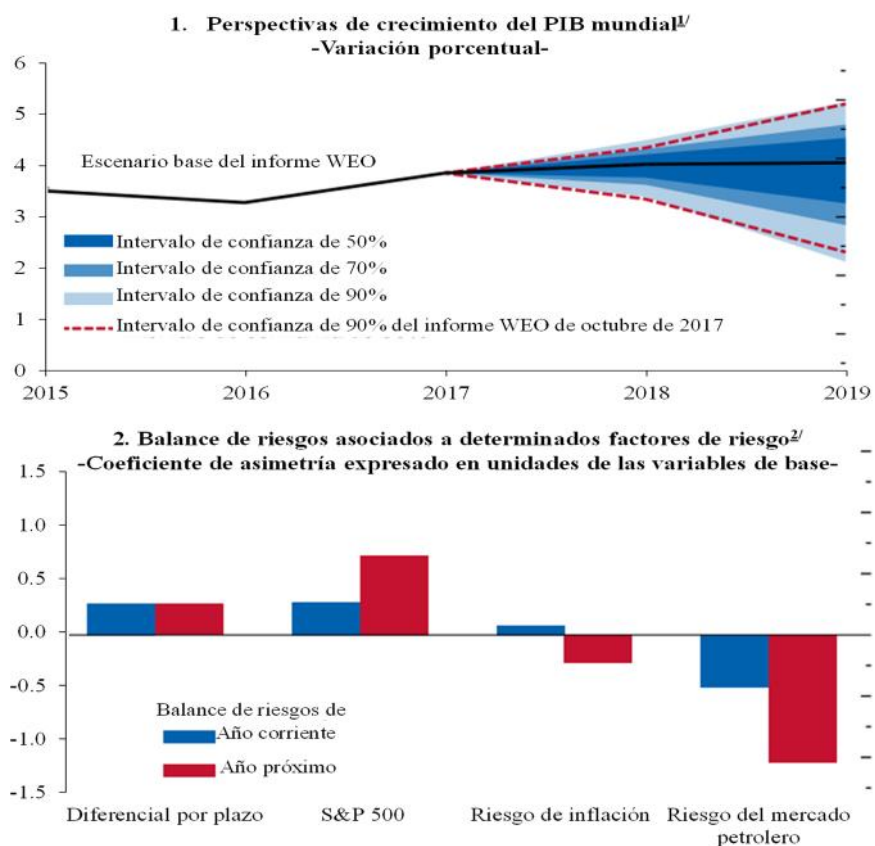 1. Perspectivas de crecimiento del PIB mundial1/
-Variación porcentual-
6
5
4
3
2
1
0
Escenario base del informe WEO
Intervalo de confianza de 50%
Intervalo de confianza de 70%
Intervalo de confianza de 90%
Intervalo de confianza de 90% del informe WEO de octubre de 2017
2015 2016 2017 2018 2019
2. Balance de riesgos asociados a determinados factores de riesgo2/
-Coeficiente de asimetría expresado en unidades de las variables de base-
1.5
1.0
0.5
0.0
-0.5
-1.0
-1.5
Balance de riesgos de
Año corriente
Año próximo
Diferencial por plazo S&P 500 Riesgo de inflación Riesgo del mercado
petrolero